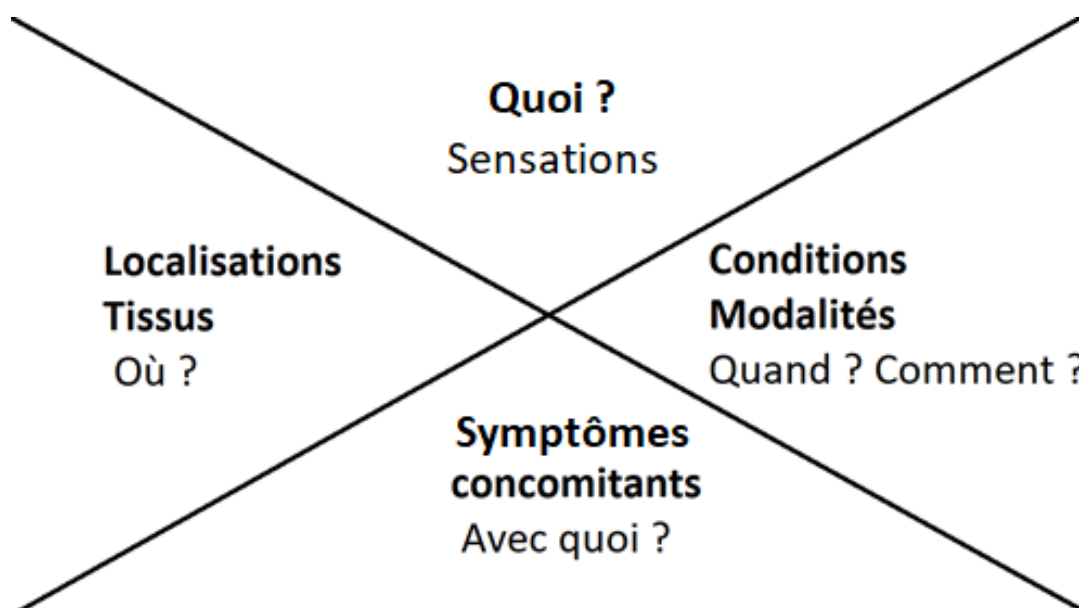 Quoi ?
Sensations
Localisations
Tissus
Où ?
Conditions
Modalités
Quand ? Comment ?
Symptômes
concomitants
Avec quoi ?